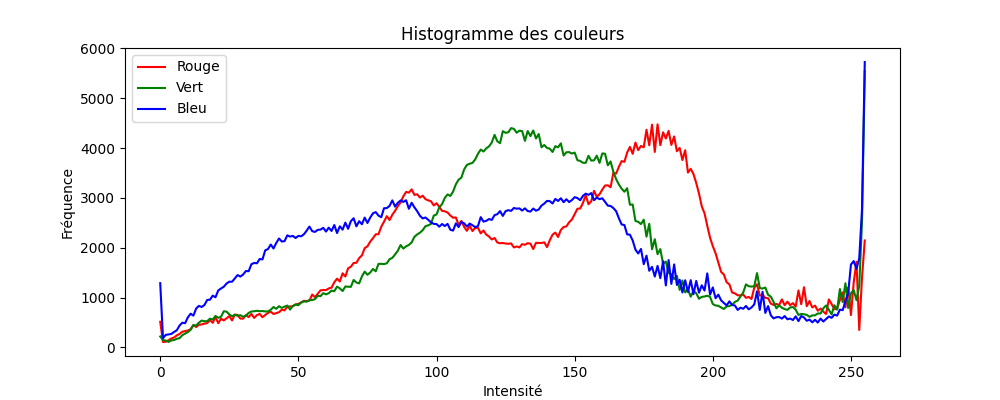 Histogramme des couleurs
Rouge
Vert
Bleu
Fréquence
6000
5000
4000
3000
2000
1000
0
0 50 100 150 200 250
Intensité